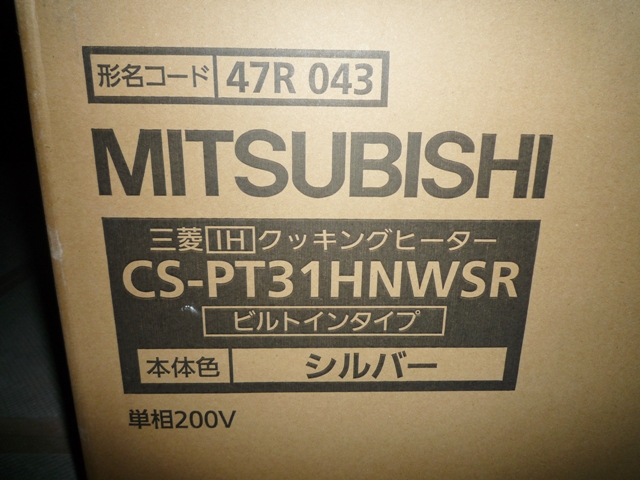 形名コード 47R 043
MITSUBISHI
三菱IHクッキングヒーター
CS-PT31HNWSR
ビルトインタイプ
本体色 シルバー
単相200V